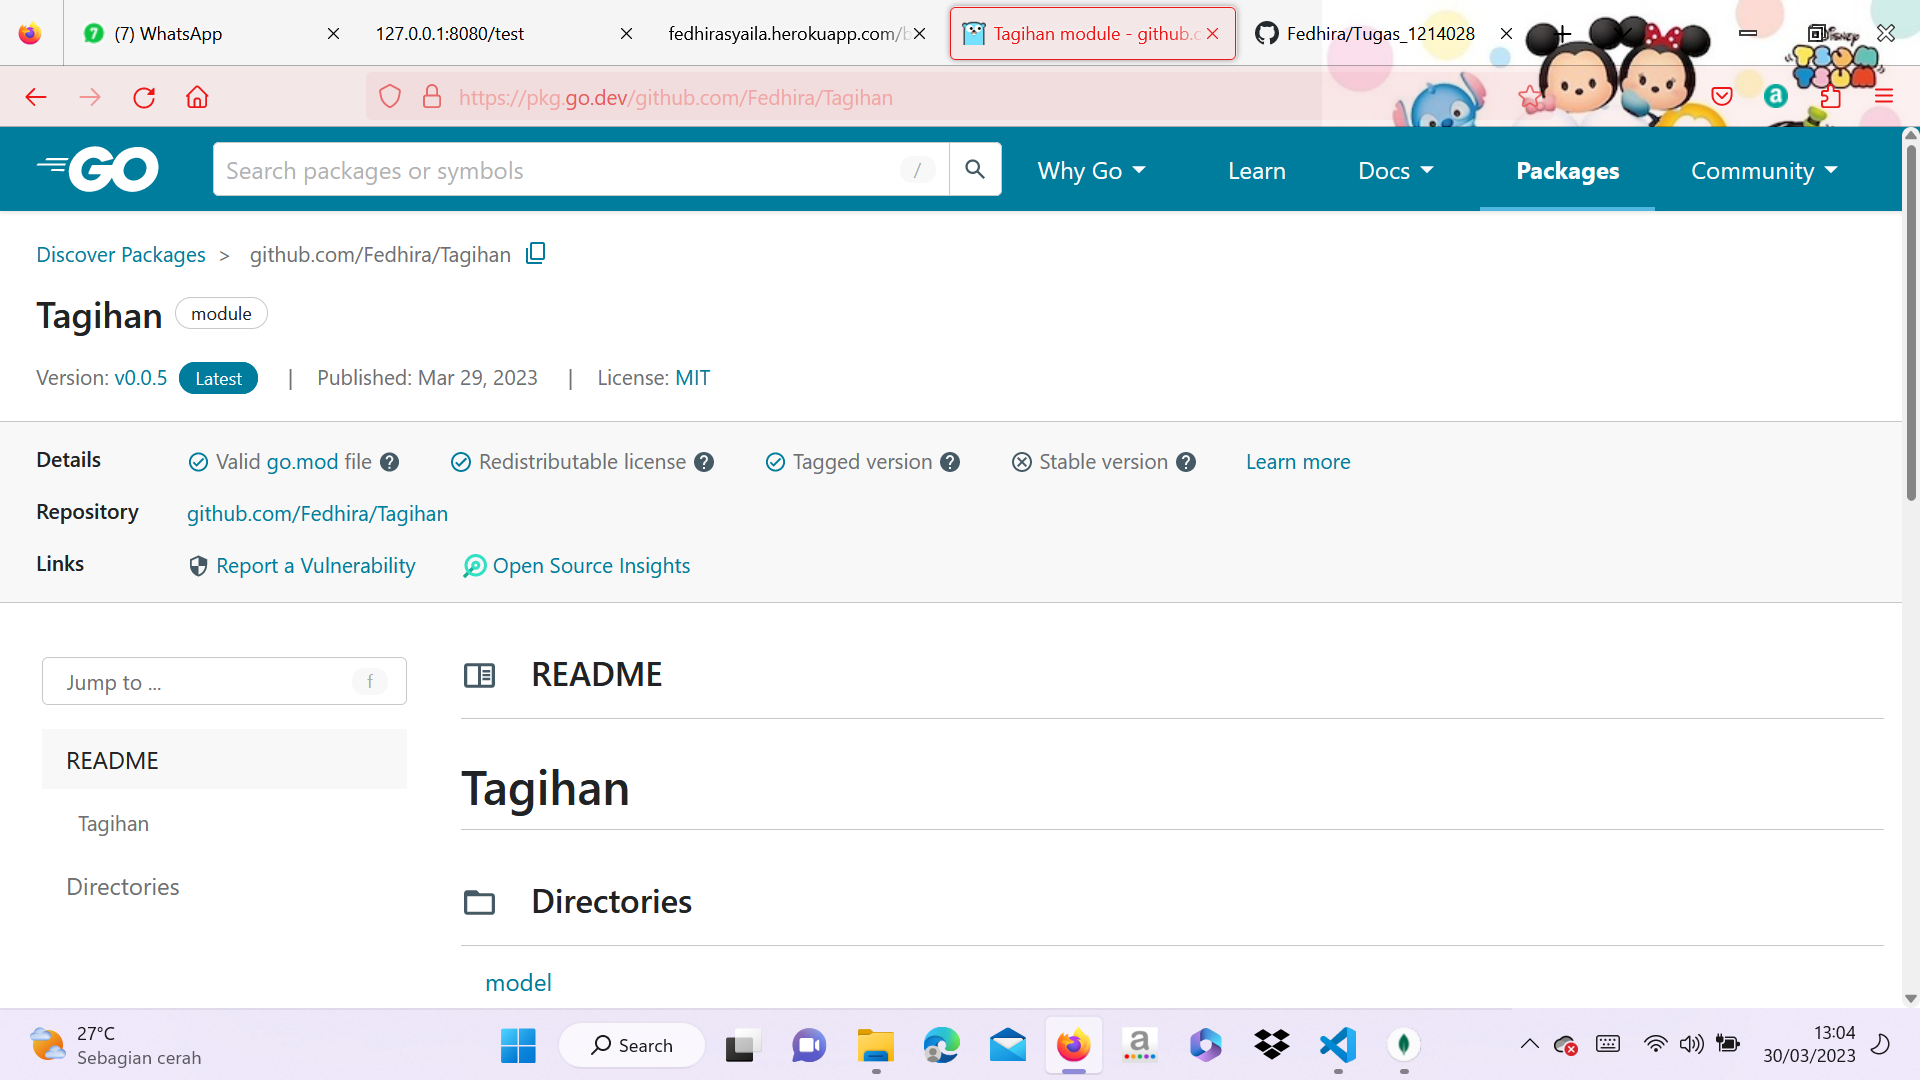 (7) WhatsApp
127.0.0.1:8080/test
fedhirasyaila.herokuapp.com/b
Tagihan module - github.c
Fedhira/Tugas_1214028
Disney
TSUM
TSUM
https://pkg.go.dev/github.com/Fedhira/Tagihan
a
GO
Search packages or symbols
/
Why Go
Learn
Docs
Packages
Community
Discover Packages > github.com/Fedhira/Tagihan
Tagihan module
Version: v0.0.5 Latest | Published: Mar 29, 2023 | License: MIT
Details
Valid go.mod file
Redistributable license
Tagged version
Stable version
Learn more
Repository
github.com/Fedhira/Tagihan
Links
Report a Vulnerability
Open Source Insights
Jump to ...
f
README
Tagihan
Directories
README
Tagihan
Directories
model
27°C
Sebagian cerah
Search
a
13:04
30/03/2023